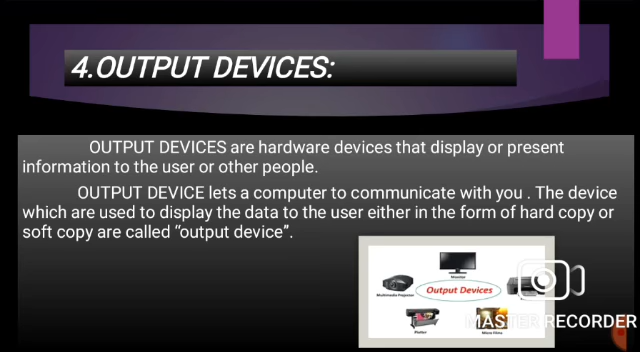 4.OUTPUT DEVICES:
OUTPUT DEVICES are hardware devices that display or present
information to the user or other people.
OUTPUT DEVICE lets a computer to communicate with you . The device
which are used to display the data to the user either in the form of hard copy or
soft copy are called “output device”.
Monitor
Multimedia Projector
Output Devices
Plotter
Micro Films
MASTER RECORDER